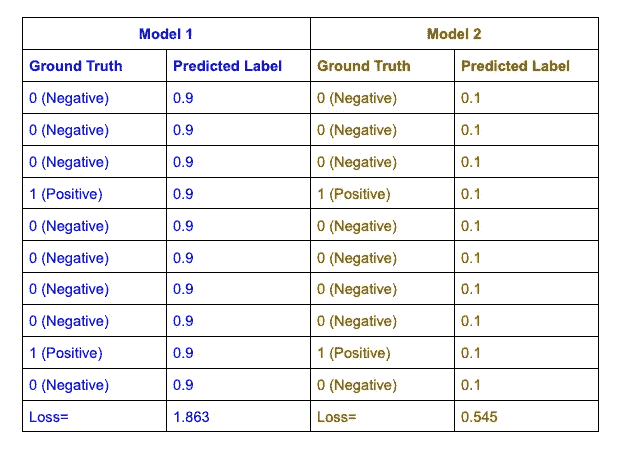 Model 1 Model 2
Ground Truth Predicted Label Ground Truth Predicted Label
0 (Negative) 0.9 0 (Negative) 0.1
0 (Negative) 0.9 0 (Negative) 0.1
0 (Negative) 0.9 0 (Negative) 0.1
1 (Positive) 0.9 1 (Positive) 0.1
0 (Negative) 0.9 0 (Negative) 0.1
0 (Negative) 0.9 0 (Negative) 0.1
0 (Negative) 0.9 0 (Negative) 0.1
0 (Negative) 0.9 0 (Negative) 0.1
1 (Positive) 0.9 1 (Positive) 0.1
0 (Negative) 0.9 0 (Negative) 0.1
Loss= 1.863 Loss= 0.545